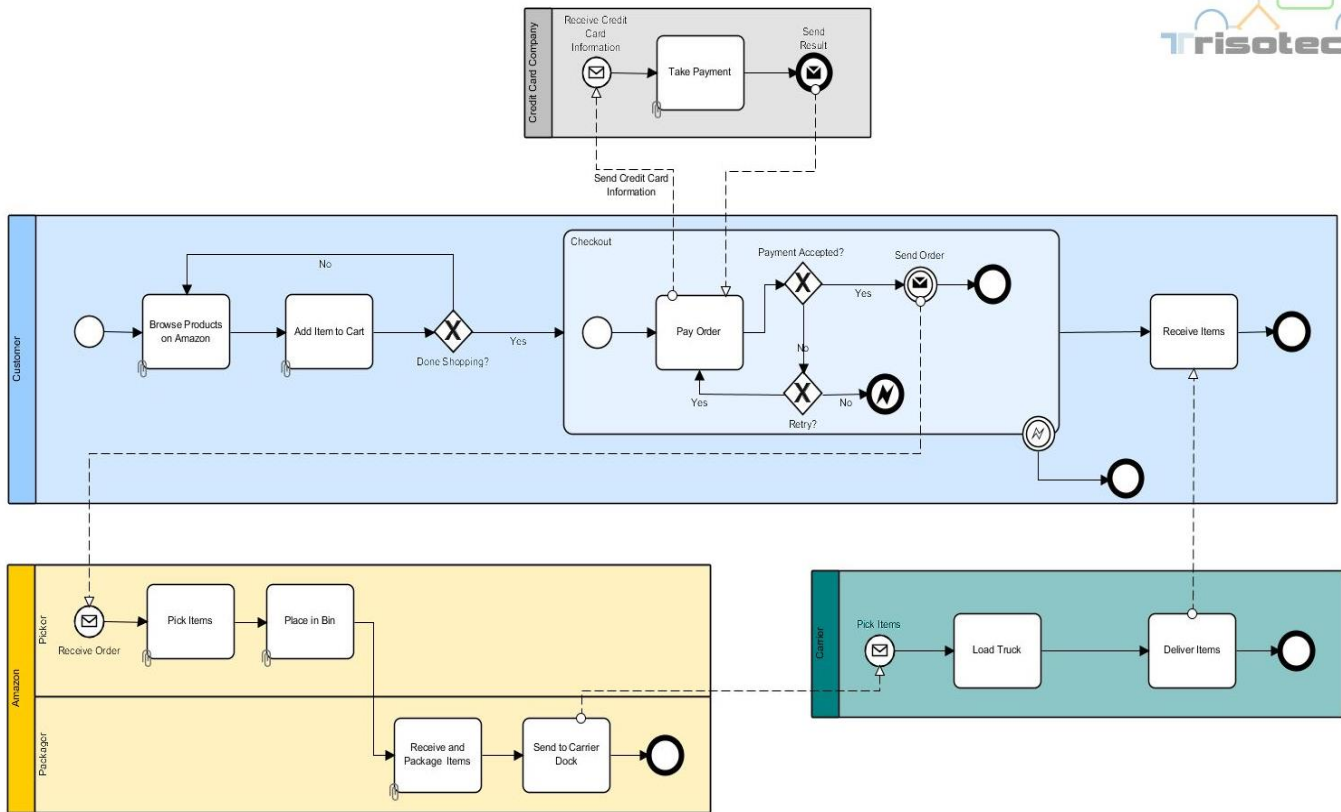 Trisotec
Credit Card Company
Receive Credit
Card
Information
Take Payment
Send
Result
Send Credit Card
Information
Customer
Browse Products
on Amazon
Add Item to Cart
No
Done Shopping?
Yes
Checkout
Pay Order
Payment Accepted?
Yes
No
Retry?
Yes
No
Send Order
Receive Items
Amazon
Picker
Receive Order
Pick Items
Place in Bin
Packager
Receive and
Package Items
Send to Carrier
Dock
Carrier
Pick Items
Load Truck
Deliver Items